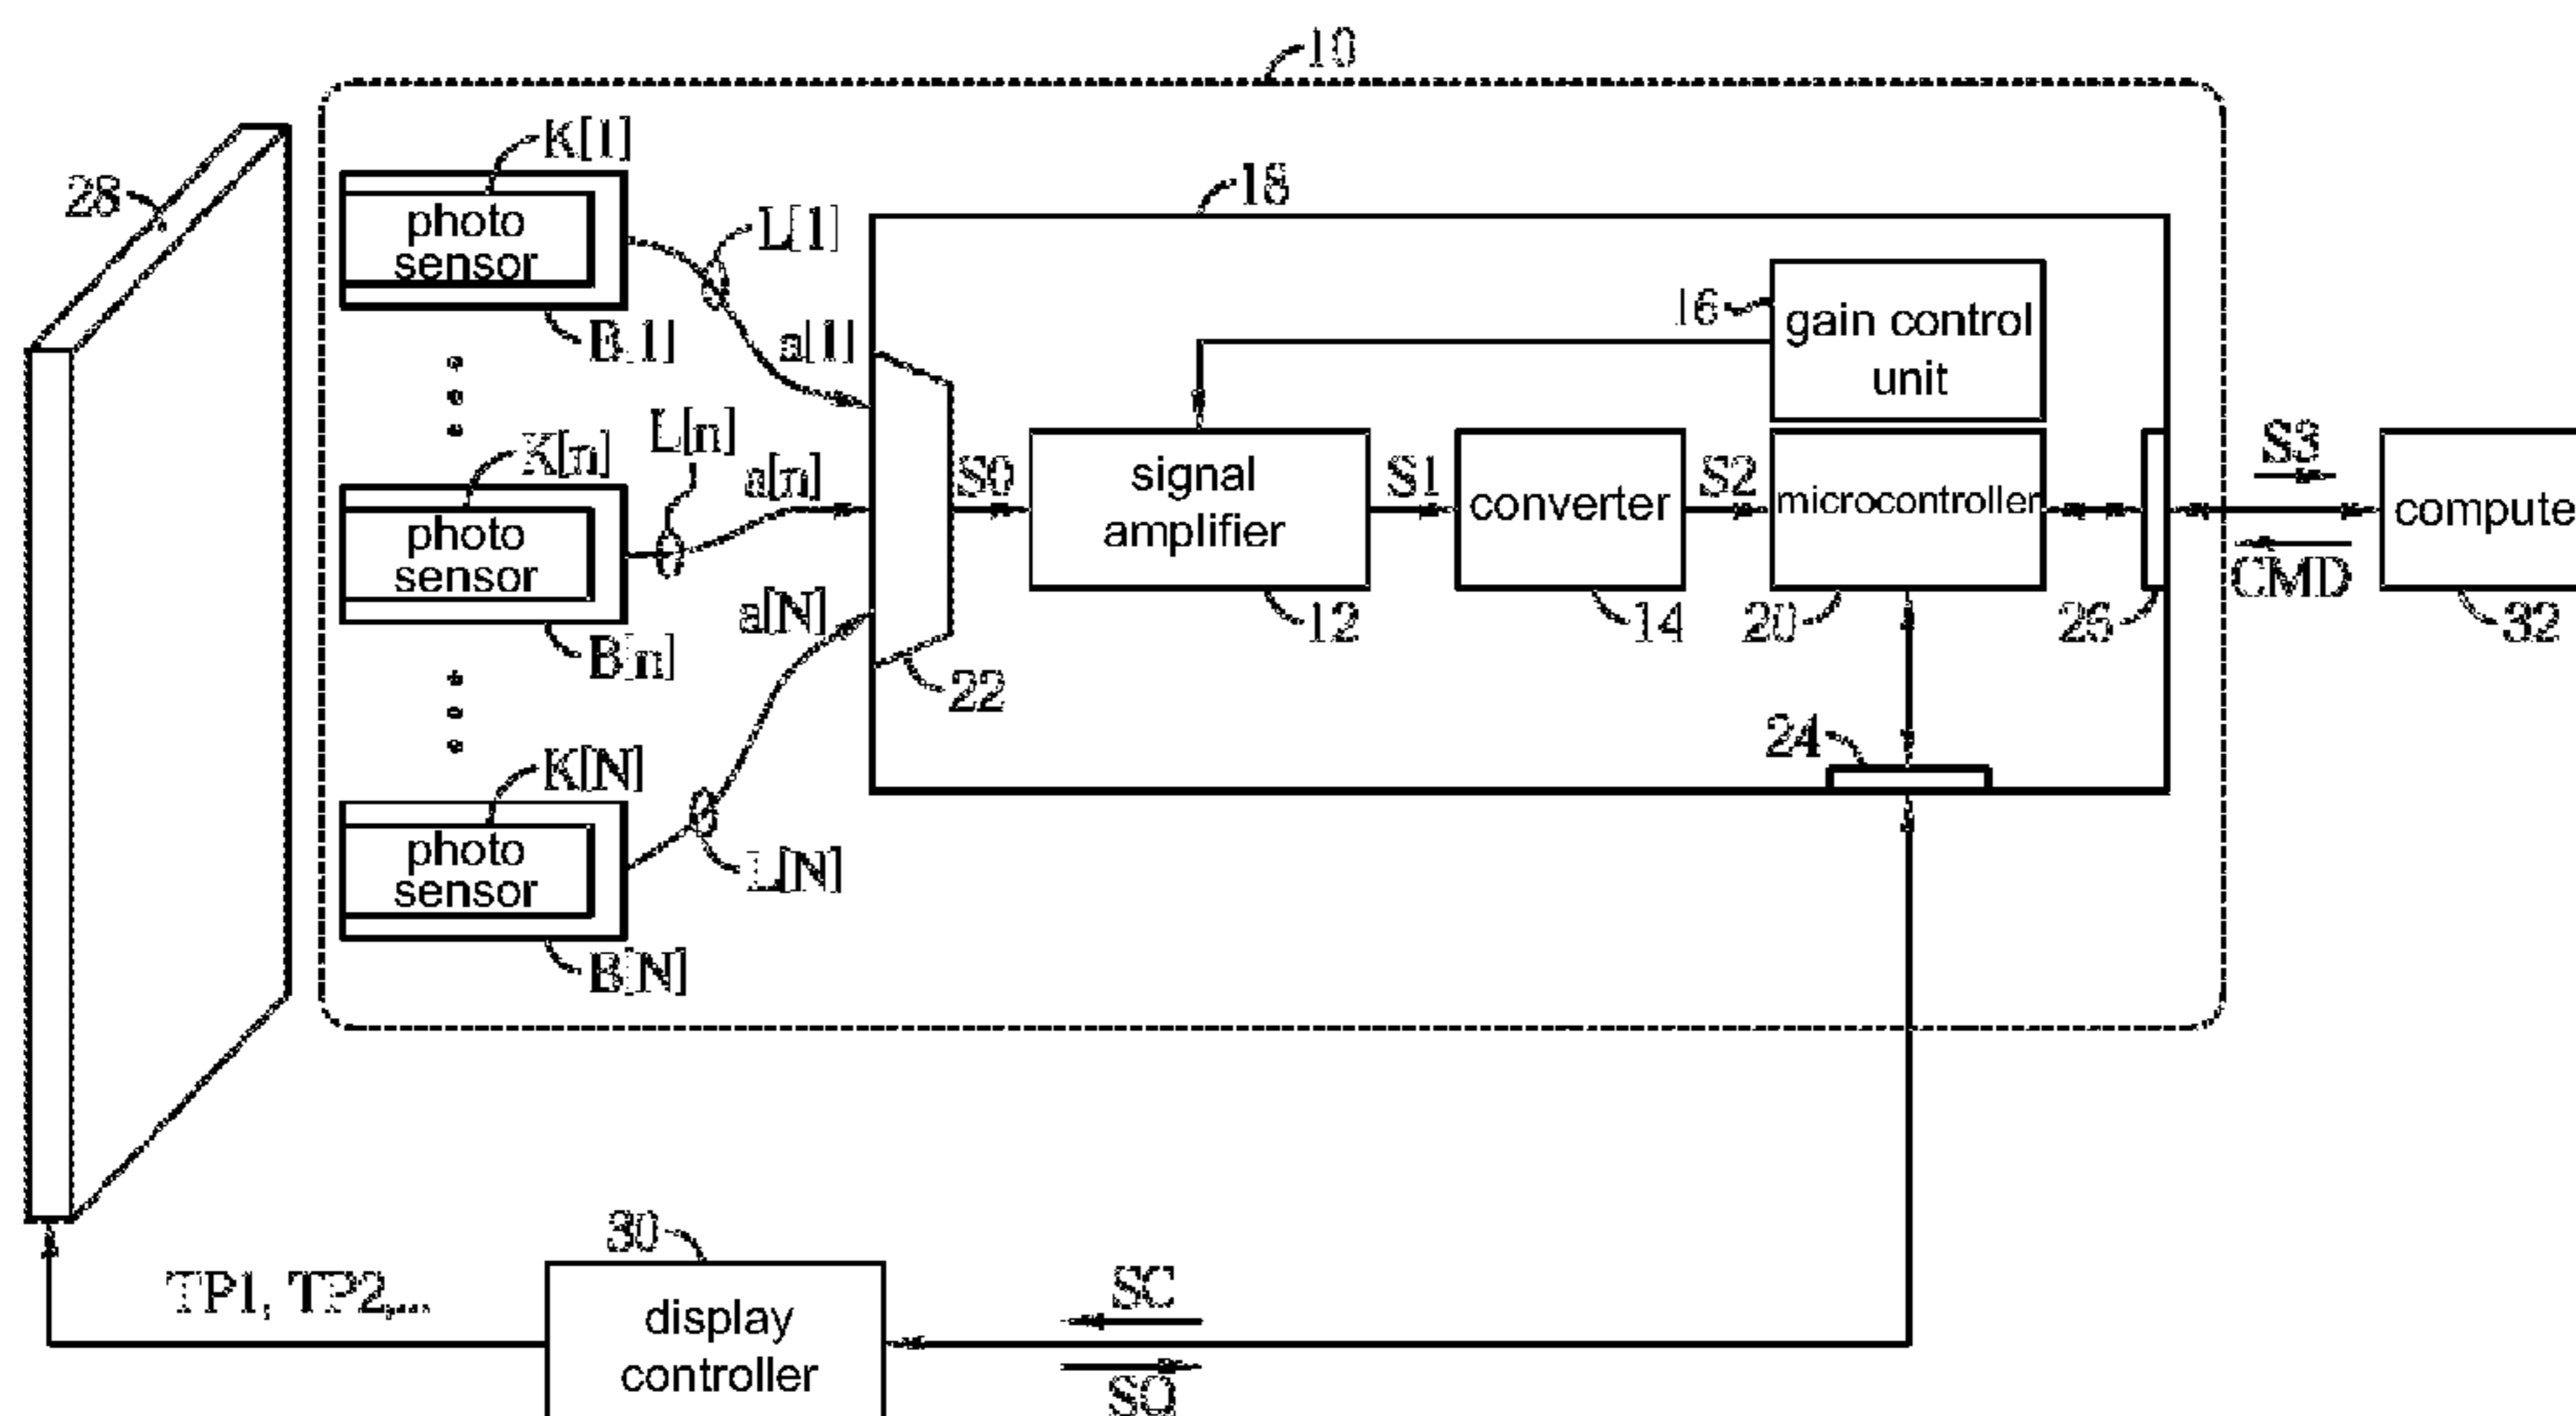 10
K[1]
28
photo
sensor
L[1]
18
B[1]
a[1]
16
gain control
unit
K[n]
L[n]
a[n]
photo
sensor
S0
signal
amplifier
S1
converter
S2
microcontroller
S3
compute
CMD
B[n]
a[N]
12
14
20
26
32
22
24
K[N]
photo
sensor
L[N]
B[N]
30
TP1, TP2,...
display
controller
SC